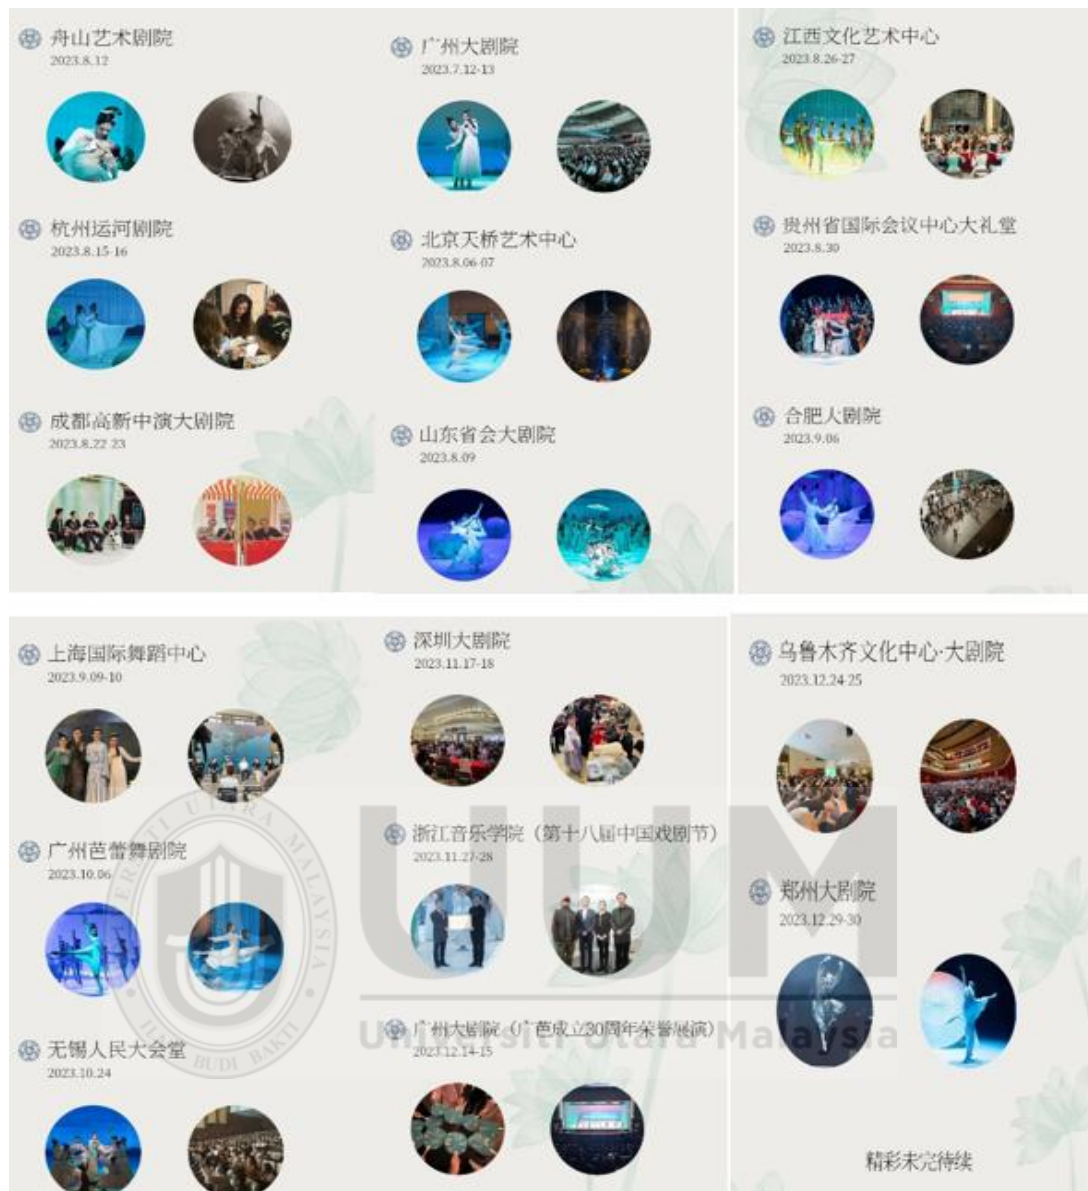 舟山艺术剧院
2023.8.12
杭州运河剧院
2023.8.15-16
成都高新中演大剧院
2023.8.22-23
广州大剧院
2023.7.12-13
北京天桥艺术中心
2023.8.06-07
山东省会大剧院
2023.8.09
江西文化艺术中心
2023.8.26-27
贵州省国际会议中心大礼堂
2023.8.30
合肥大剧院
2023.9.06
上海国际舞蹈中心
2023.9.09-10
广州芭蕾舞剧院
2023.10.06
无锡人民大会堂
2023.10.24
深圳大剧院
2023.11.17-18
浙江音乐学院（第十八届中国戏剧节）
2023.11.27-28
广州大剧院（广芭成立30周年荣誉展演）
2023.12.14-15
乌鲁木齐文化中心·大剧院
2023.12.24-25
郑州大剧院
2023.12.29-30
精彩未完待续
UNIVERSITI UTARA MALAYSIA
BUDI BAKTI
UUM
Universiti Utara Malaysia